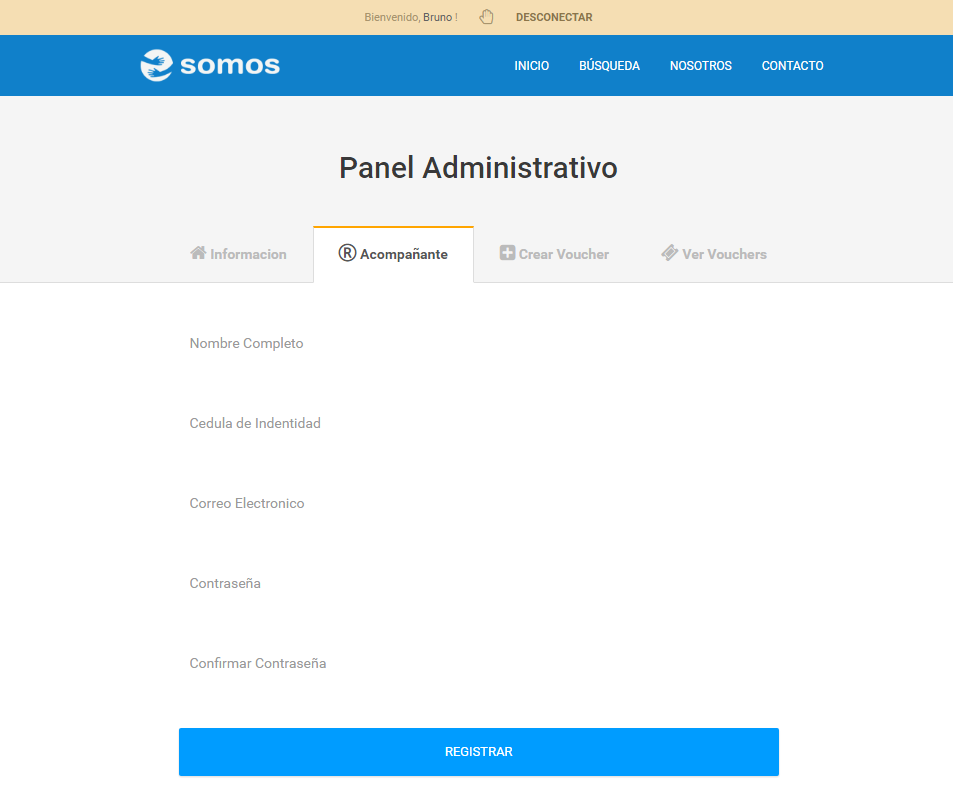 Bienvenido, Bruno !
DESCONECTAR
somos
INICIO
BÚSQUEDA
NOSOTROS
CONTACTO
Panel Administrativo
Informacion
® Acompañante
Crear Voucher
Ver Vouchers
Nombre Completo
Cedula de Indentidad
Correo Electronico
Contraseña
Confirmar Contraseña
REGISTRAR